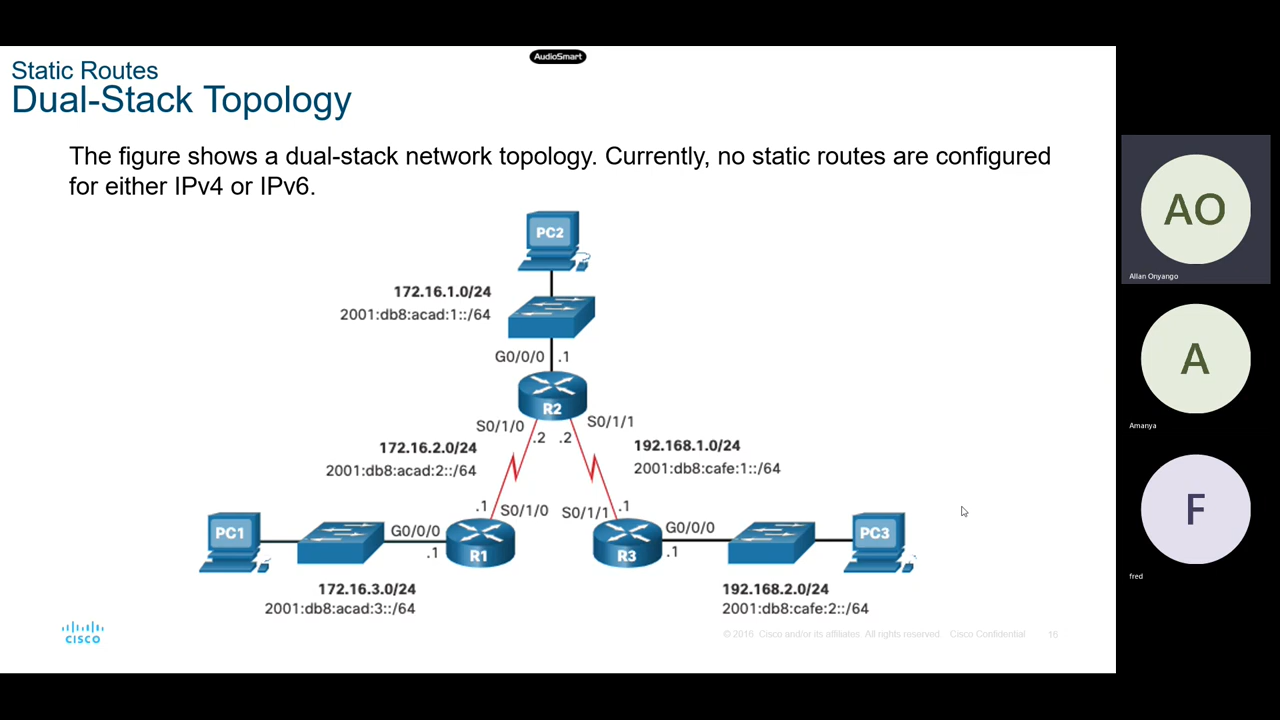 AudioSmart
Static Routes
Dual-Stack Topology
The figure shows a dual-stack network topology. Currently, no static routes are configured
for either IPv4 or IPv6.
PC2
172.16.1.0/24
2001:db8:acad:1::/64
G0/0/0 .1
R2
S0/1/0 S0/1/1
.2 .2
172.16.2.0/24 192.168.1.0/24
2001:db8:acad:2::/64 2001:db8:cafe:1::/64
.1 S0/1/0 S0/1/1 .1
PC1 G0/0/0 R1 R3 G0/0/0 PC3
.1 .1
172.16.3.0/24 192.168.2.0/24
2001:db8:acad:3::/64 2001:db8:cafe:2::/64
CISCO
© 2016 Cisco and/or its affiliates. All rights reserved. Cisco Confidential 16
AO
Allan Onyango
A
Amanya
F
fred